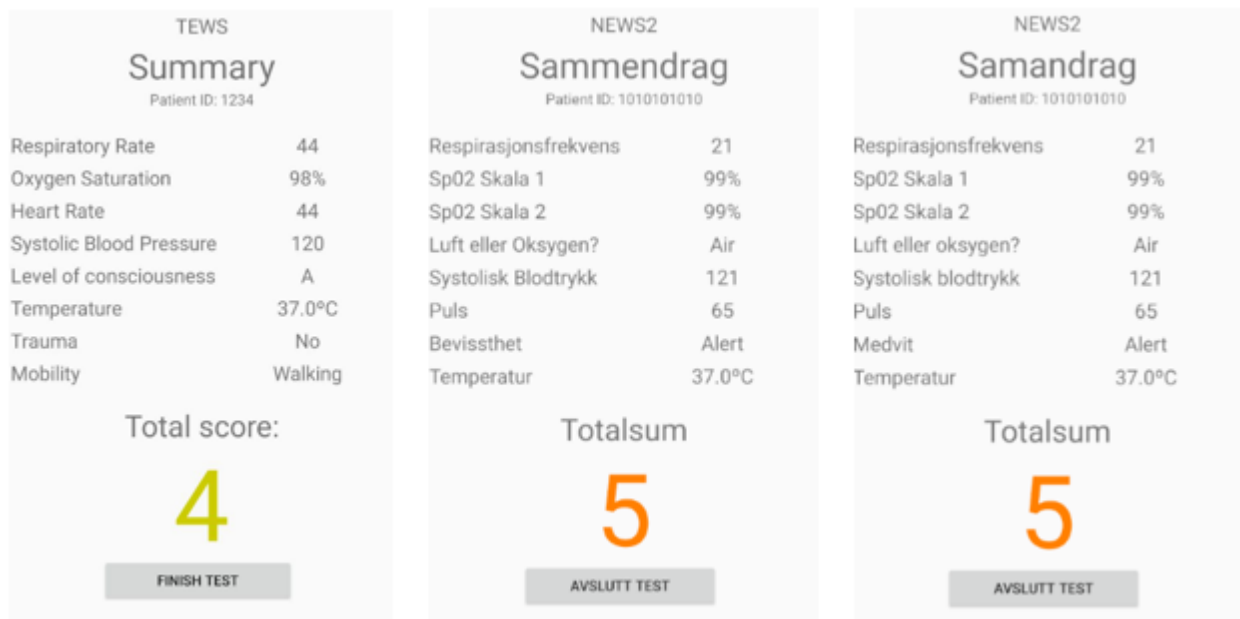 TEWS
Summary
Patient ID: 1234
Respiratory Rate 44
Oxygen Saturation 98%
Heart Rate 44
Systolic Blood Pressure 120
Level of consciousness A
Temperature 37.0ºC
Trauma No
Mobility Walking
Total score:
4
FINISH TEST
NEWS2
Sammendrag
Patient ID: 1010101010
Respirasjonsfrekvens 21
Sp02 Skala 1 99%
Sp02 Skala 2 99%
Luft eller Oksygen? Air
Systolisk Blodtrykk 121
Puls 65
Bevissthet Alert
Temperatur 37.0ºC
Totalsum
5
AVSLUTT TEST
NEWS2
Samandrag
Patient ID: 1010101010
Respirasjonsfrekvens 21
Sp02 Skala 1 99%
Sp02 Skala 2 99%
Luft eller oksygen? Air
Systolisk blodtrykk 121
Puls 65
Medvit Alert
Temperatur 37.0ºC
Totalsum
5
AVSLUTT TEST